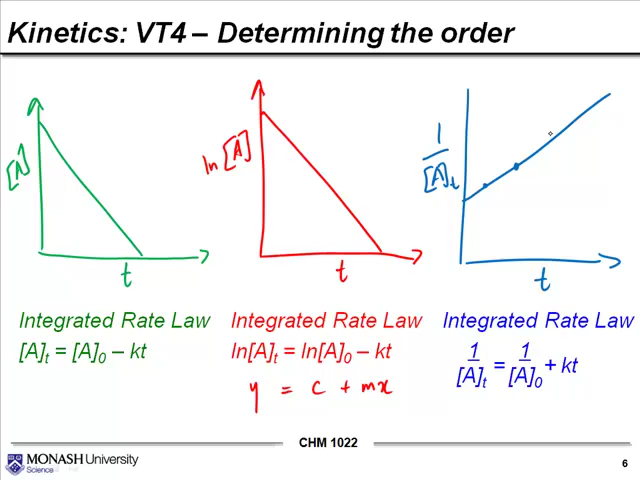 Kinetics: VT4 – Determining the order
[A]
t
ln [A]
t
1
[A]t
t
Integrated Rate Law
[A]t = [A]0 – kt
Integrated Rate Law
ln[A]t = ln[A]0 – kt
y = c + mx
Integrated Rate Law
1/[A]t = 1/[A]0 + kt
CHM 1022
MONASH University
Science
6